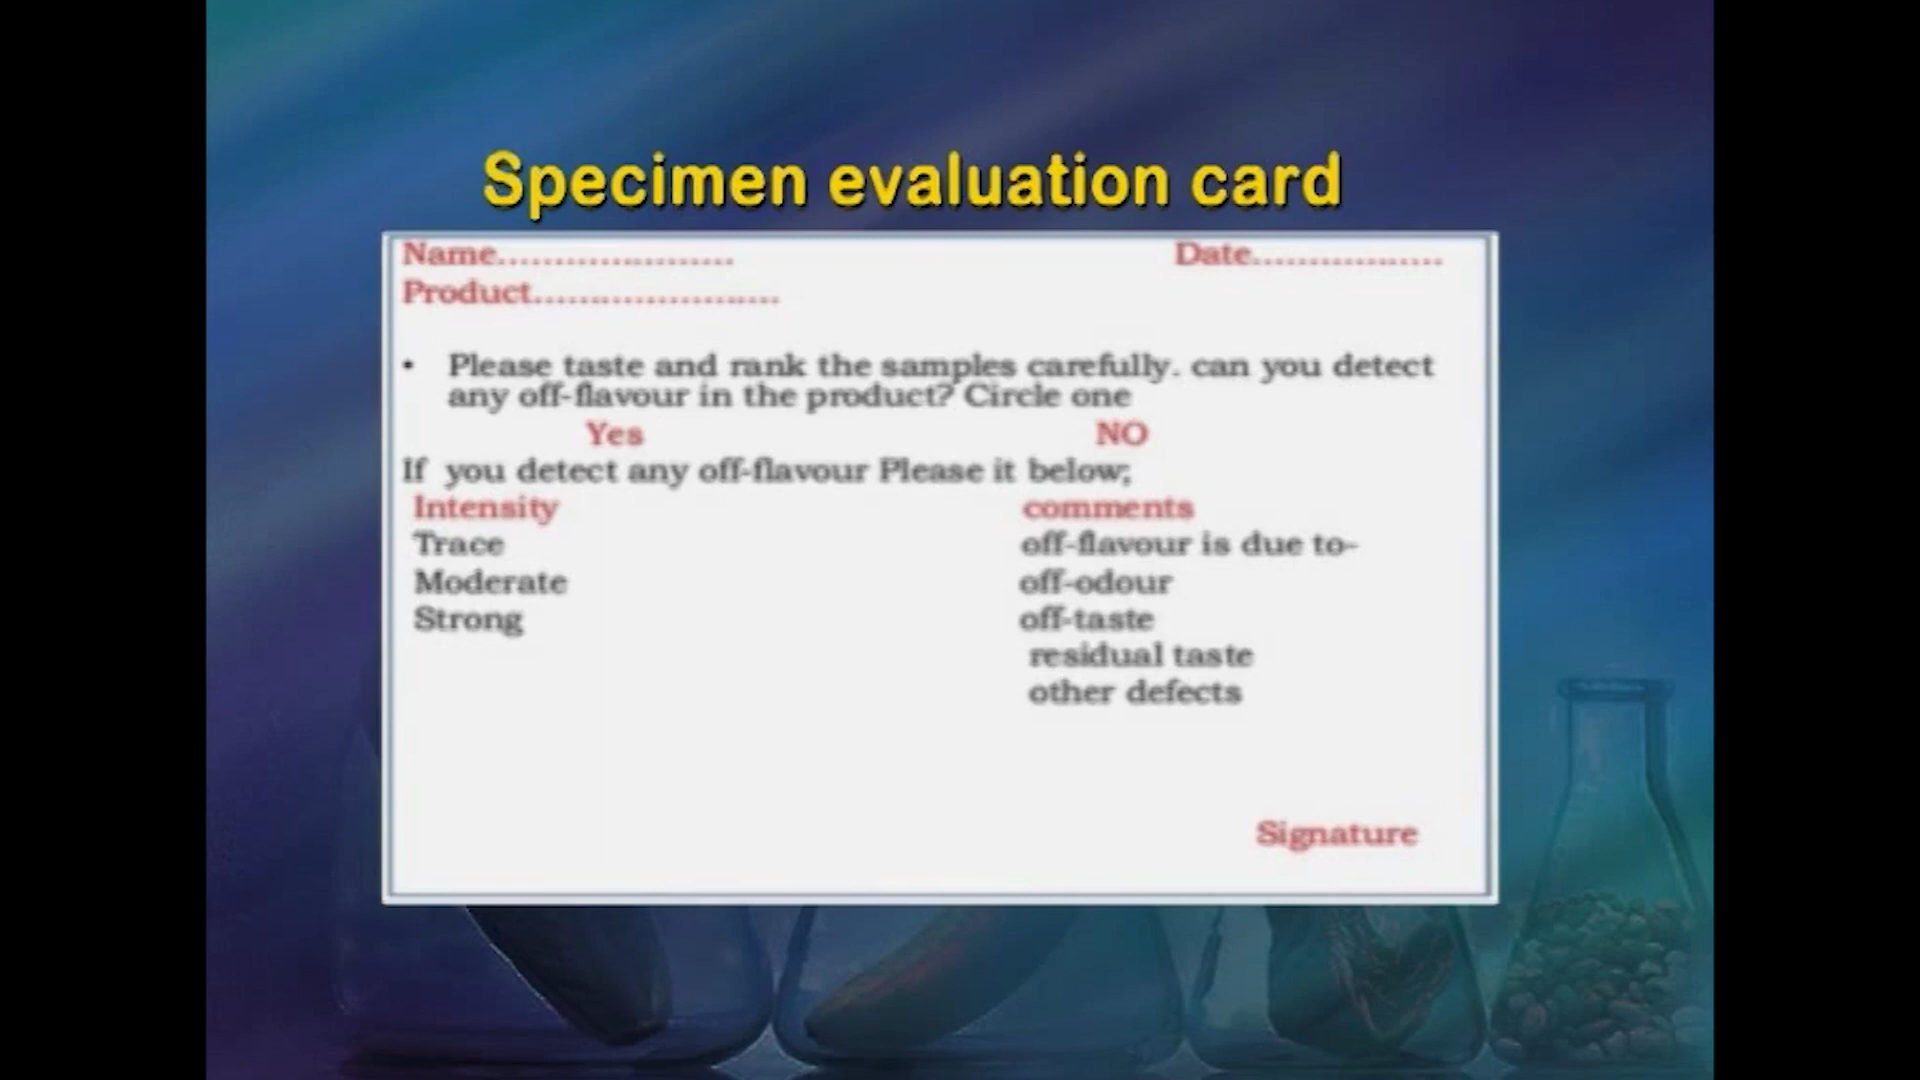 Specimen evaluation card
Name..................... Date.................
Product......................
• Please taste and rank the samples carefully. can you detect
any off-flavour in the product? Circle one
Yes NO
If you detect any off-flavour Please it below;
Intensity comments
Trace off-flavour is due to-
Moderate off-odour
Strong off-taste
residual taste
other defects
Signature